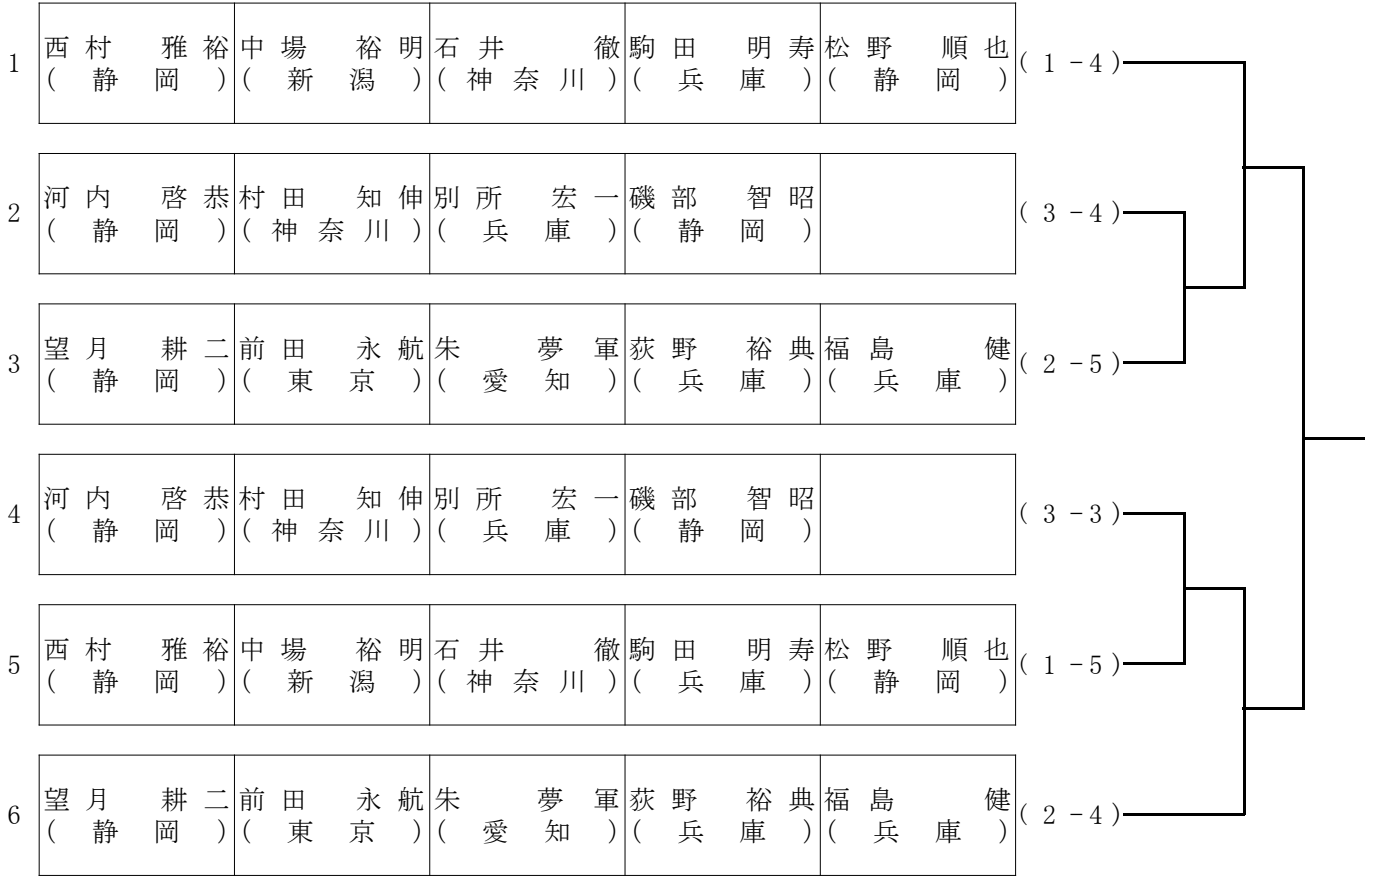 1 西村 雅裕 中場 裕明 石井 徹 駒田 明寿 松野 順也 (1-4)
(静岡) (新潟) (神奈川) (兵庫) (静岡)
2 河内 啓恭 村田 知伸 別所 宏一 磯部 智昭 (3-4)
(静岡) (神奈川) (兵庫) (静岡)
3 望月 耕二 前田 永航 朱 夢軍 荻野 裕典 福島 健 (2-5)
(静岡) (東京) (愛知) (兵庫) (兵庫)
4 河内 啓恭 村田 知伸 別所 宏一 磯部 智昭 (3-3)
(静岡) (神奈川) (兵庫) (静岡)
5 西村 雅裕 中場 裕明 石井 徹 駒田 明寿 松野 順也 (1-5)
(静岡) (新潟) (神奈川) (兵庫) (静岡)
6 望月 耕二 前田 永航 朱 夢軍 荻野 裕典 福島 健 (2-4)
(静岡) (東京) (愛知) (兵庫) (兵庫)